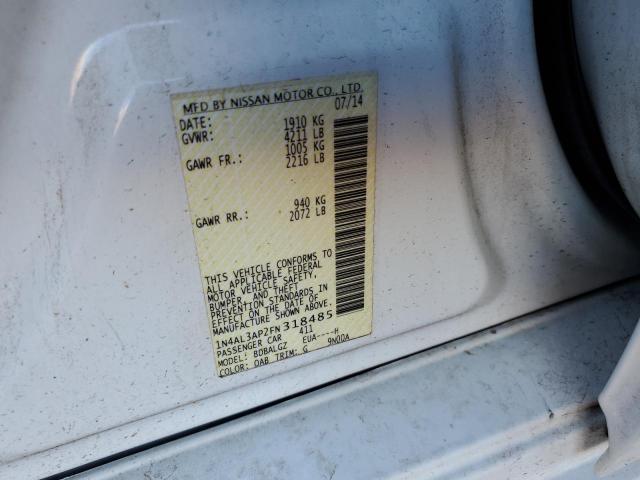 MFD BY NISSAN MOTOR CO., LTD.
DATE: 07/14
GVWR: 1910 KG
4211 LB
GAWR FR.: 1005 KG
2216 LB
GAWR RR.: 940 KG
2072 LB
THIS VEHICLE CONFORMS TO
ALL APPLICABLE FEDERAL
MOTOR VEHICLE SAFETY,
BUMPER, AND THEFT
PREVENTION STANDARDS IN
EFFECT ON THE DATE OF
MANUFACTURE SHOWN ABOVE.
1N4AL3AP2FN318485
PASSENGER CAR 411
MODEL: BDBALGZ EUA----H
COLOR: QAB TRIM: G 9N00A